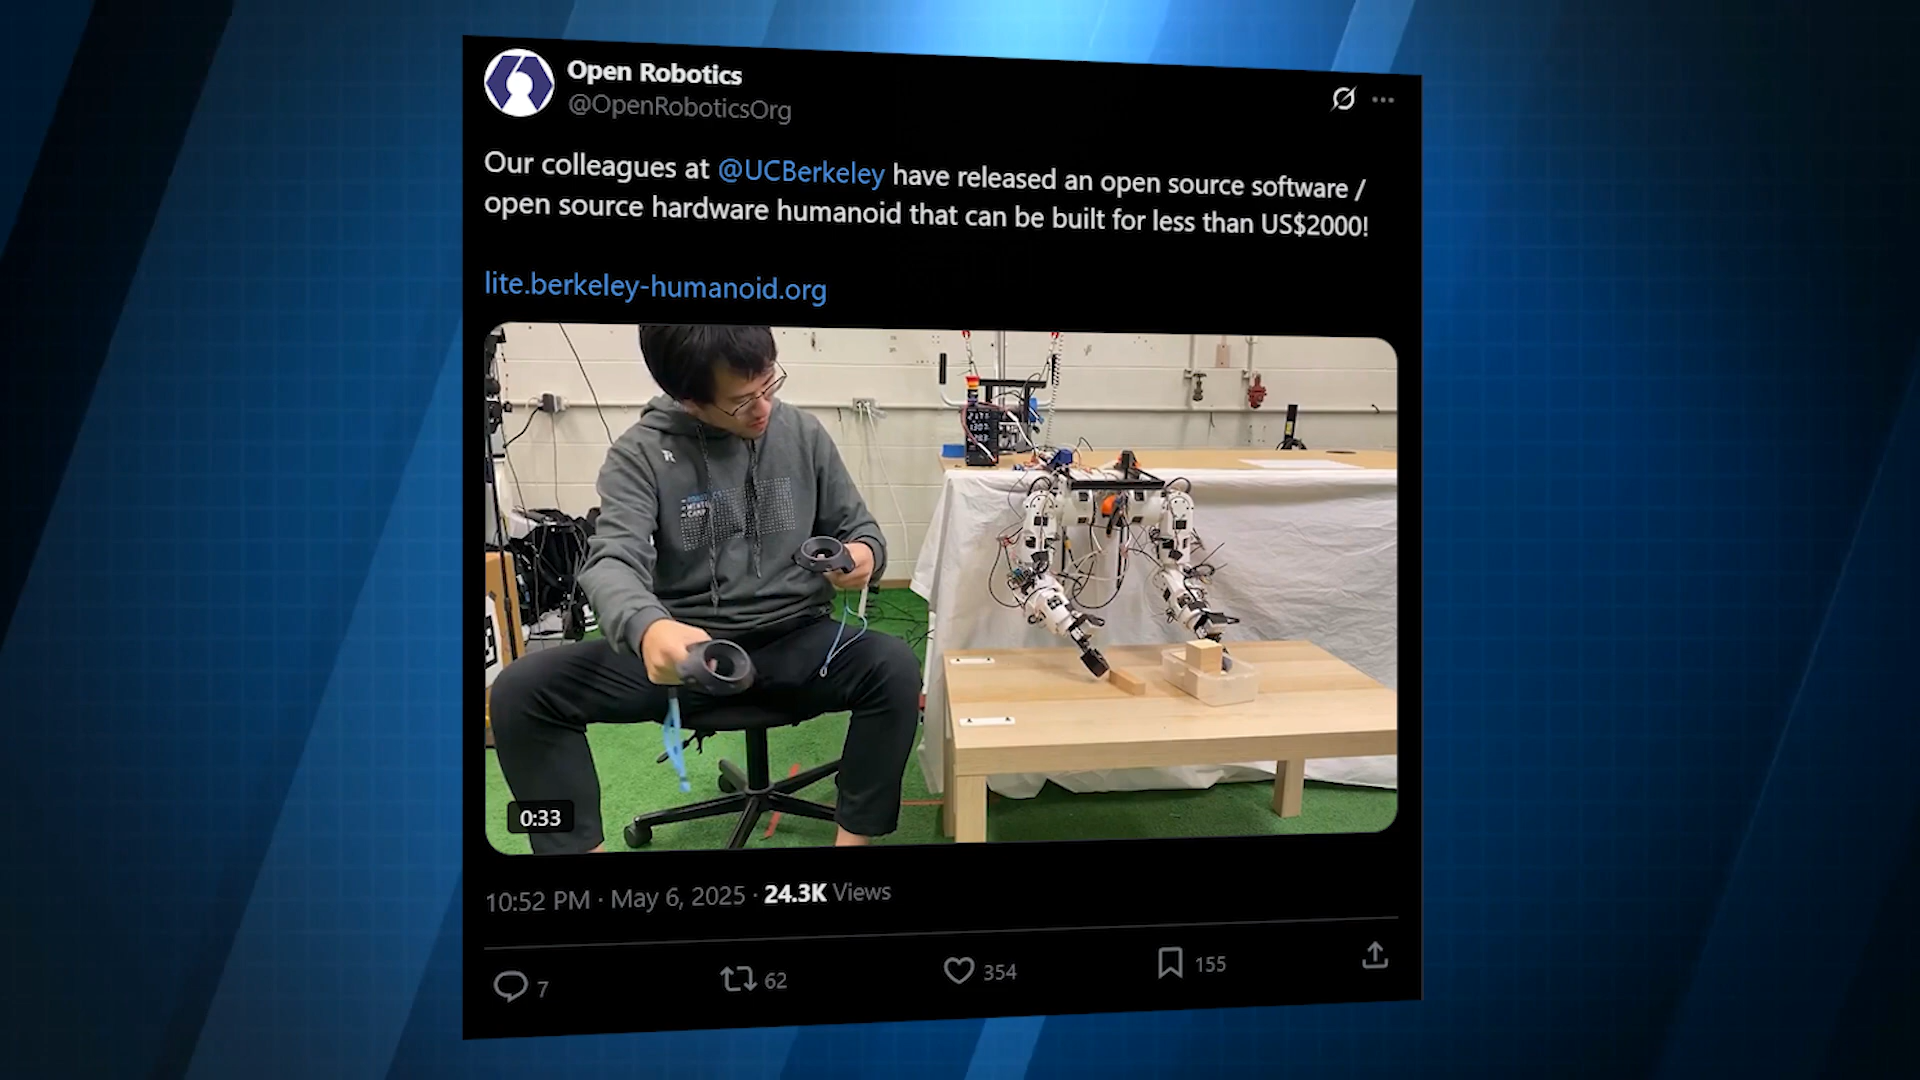 Open Robotics
@OpenRoboticsOrg
Our colleagues at @UCBerkeley have released an open source software /
open source hardware humanoid that can be built for less than US$2000!
lite.berkeley-humanoid.org
0:33
10:52 PM · May 6, 2025 · 24.3K Views
7 62 354 155